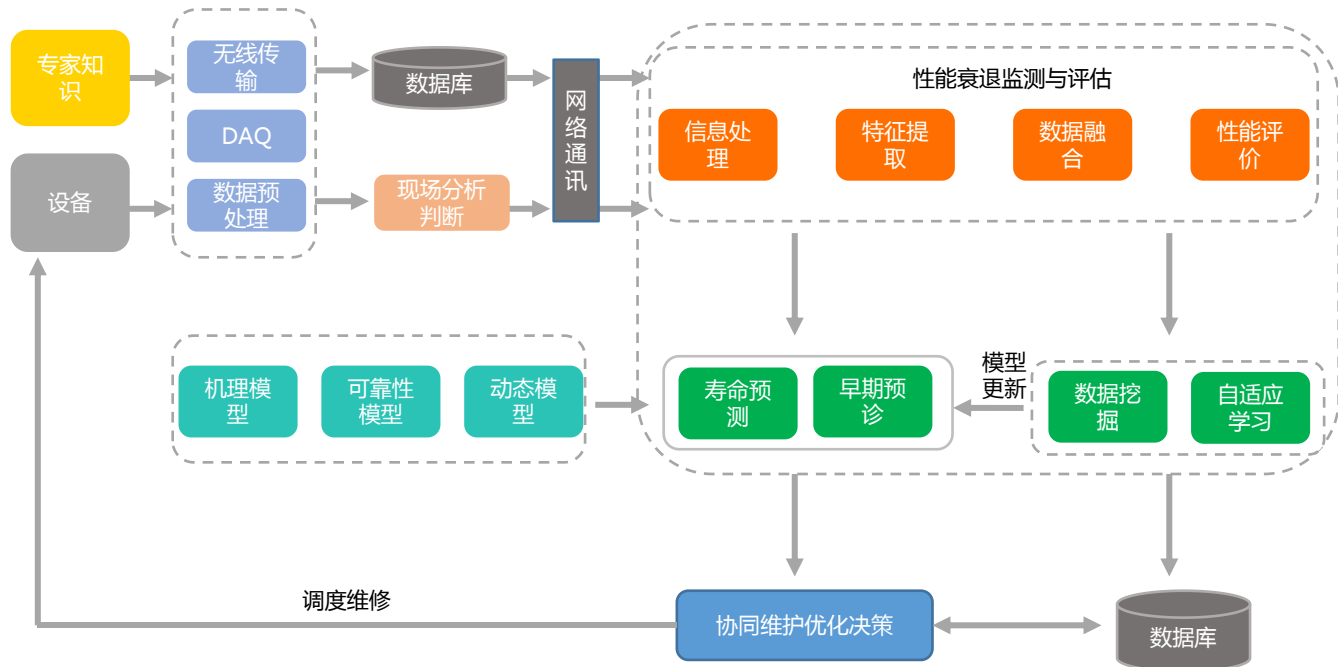 专家知
识
无线传
输
DAQ
数据预
处理
设备
数据库
现场分析
判断
网
络
通
讯
性能衰退监测与评估
信息处
理
特征提
取
数据融
合
性能评
价
机理模
型
可靠性
模型
动态模
型
寿命预
测
早期预
诊
模型
更新
数据挖
掘
自适应
学习
调度维修
协同维护优化决策
数据库